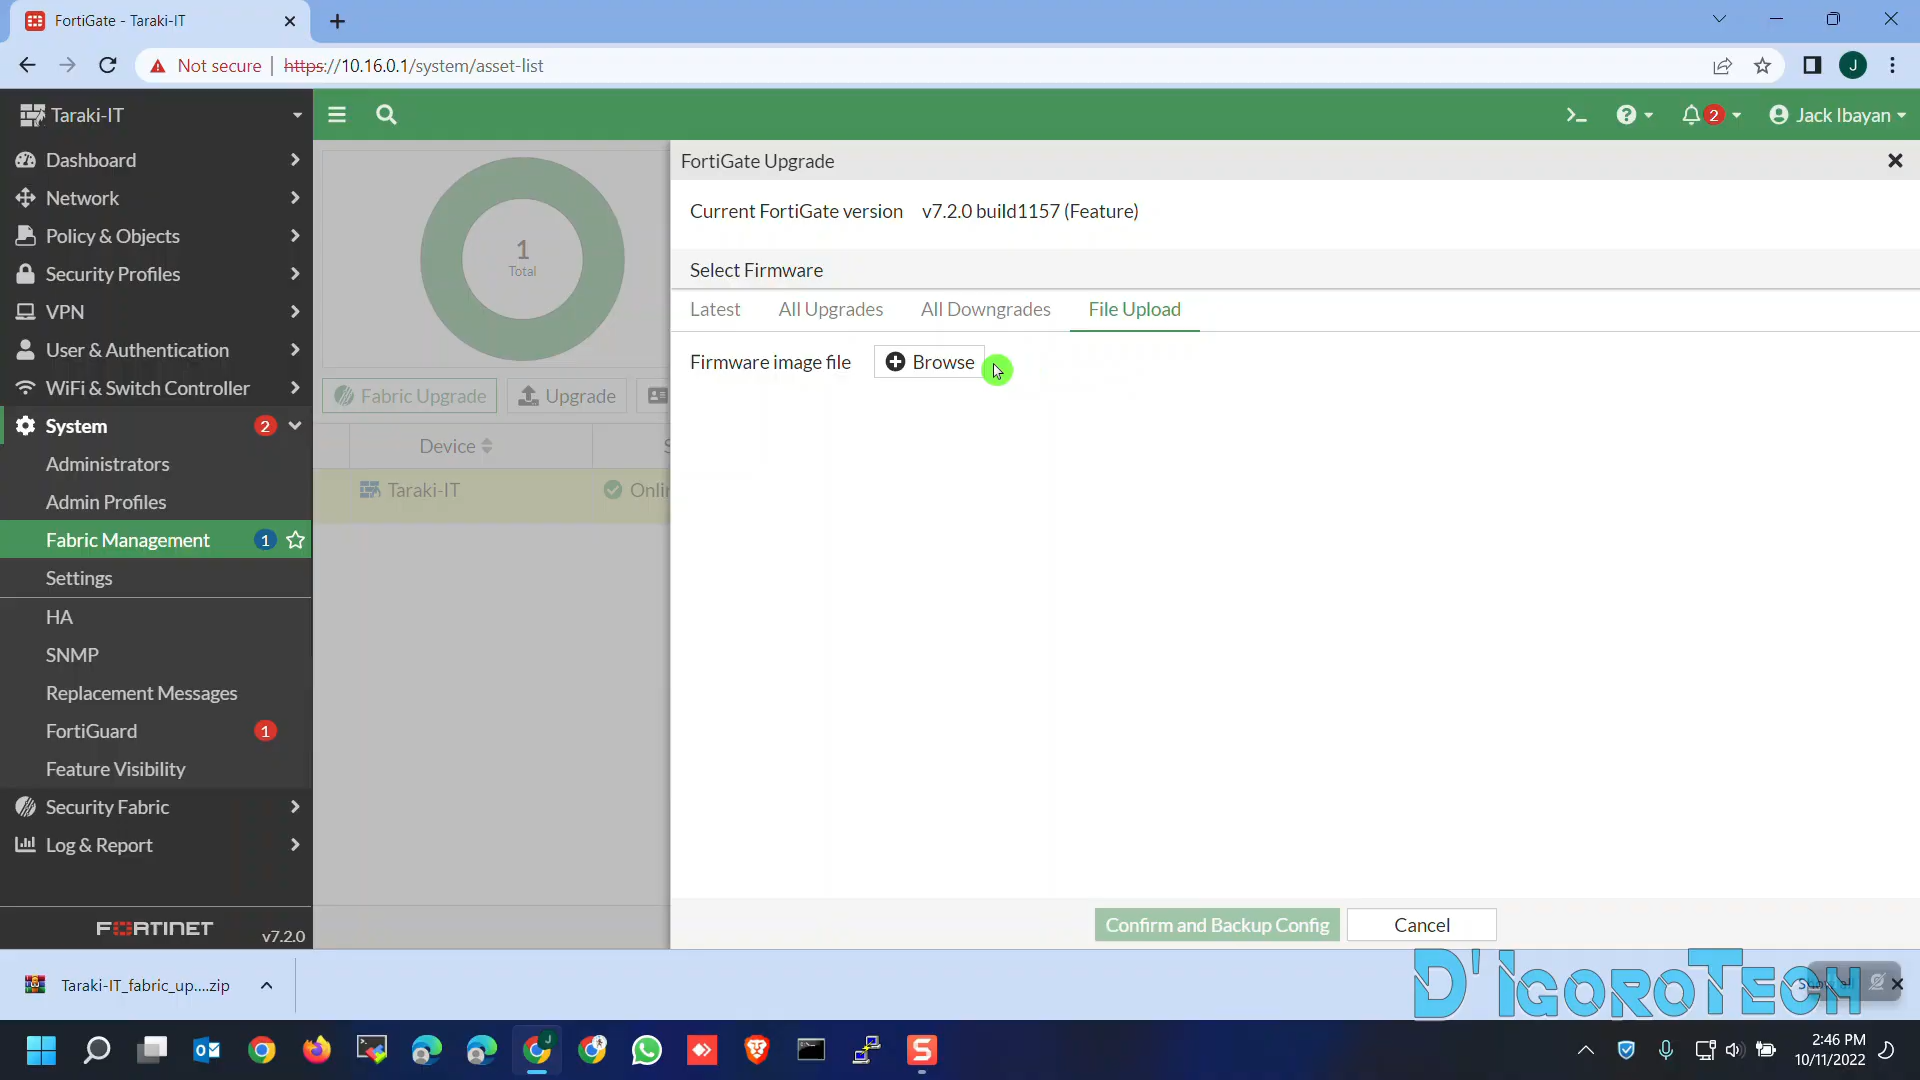 FortiGate - Taraki-IT
Not secure
https://10.16.0.1/system/asset-list
J
Taraki-IT
2
Jack Ibayan
Dashboard
Network
Policy & Objects
Security Profiles
VPN
User & Authentication
WiFi & Switch Controller
System
2
Administrators
Admin Profiles
Fabric Management
1
Settings
HA
SNMP
Replacement Messages
FortiGuard
1
Feature Visibility
Security Fabric
Log & Report
FORTINET
v7.2.0
1
Total
Fabric Upgrade
Upgrade
Device
Taraki-IT
FortiGate Upgrade
Current FortiGate version v7.2.0 build1157 (Feature)
Select Firmware
Latest
All Upgrades
All Downgrades
File Upload
Firmware image file
Browse
Confirm and Backup Config
Cancel
Taraki-IT_fabric_up....zip
D'IGOROTECH
2:46 PM
10/11/2022